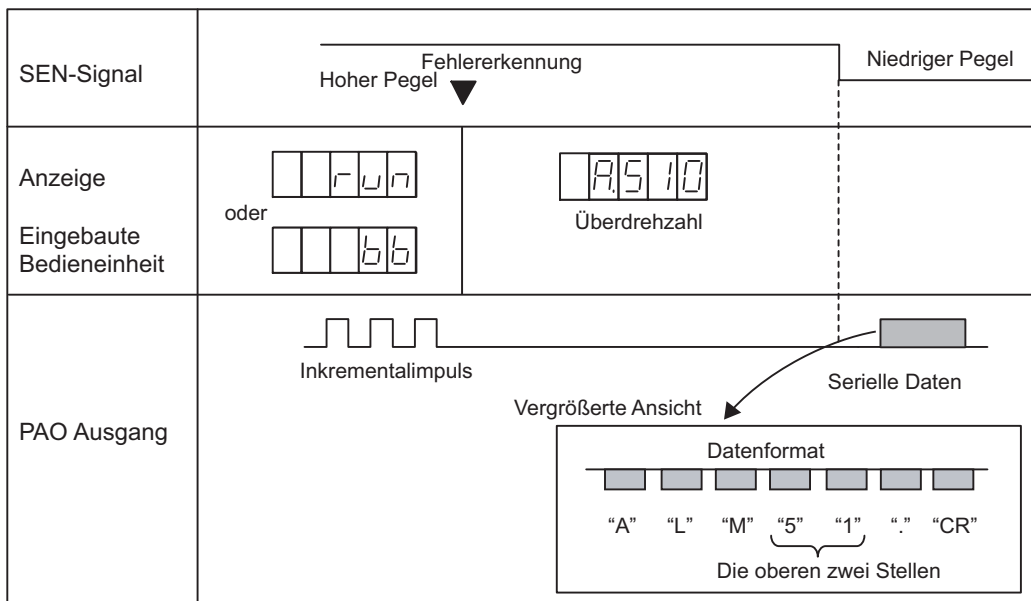 SEN-Signal
Hoher Pegel
Fehlererkennung
Niedriger Pegel
Anzeige
Eingebaute
Bedieneinheit
run
oder
bb
A.510
Überdrehzahl
PAO Ausgang
Inkrementalimpuls
Serielle Daten
Vergrößerte Ansicht
Datenformat
“A” “L” “M” “5” “1” “.” “CR”
Die oberen zwei Stellen